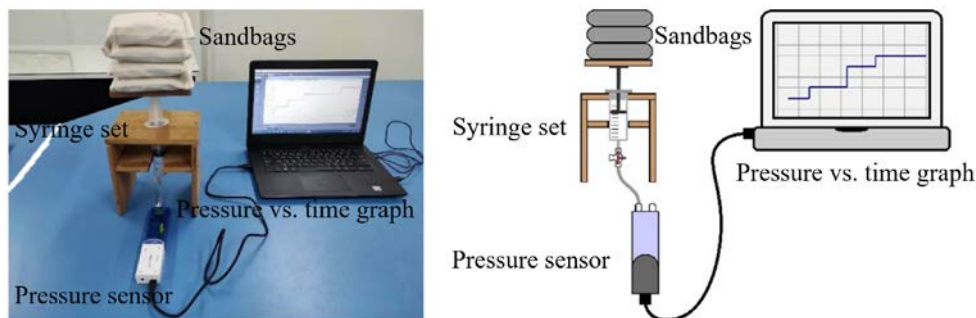 Sandbags
Syringe set
Pressure vs. time graph
Pressure sensor
Sandbags
Syringe set
Pressure vs. time graph
Pressure sensor